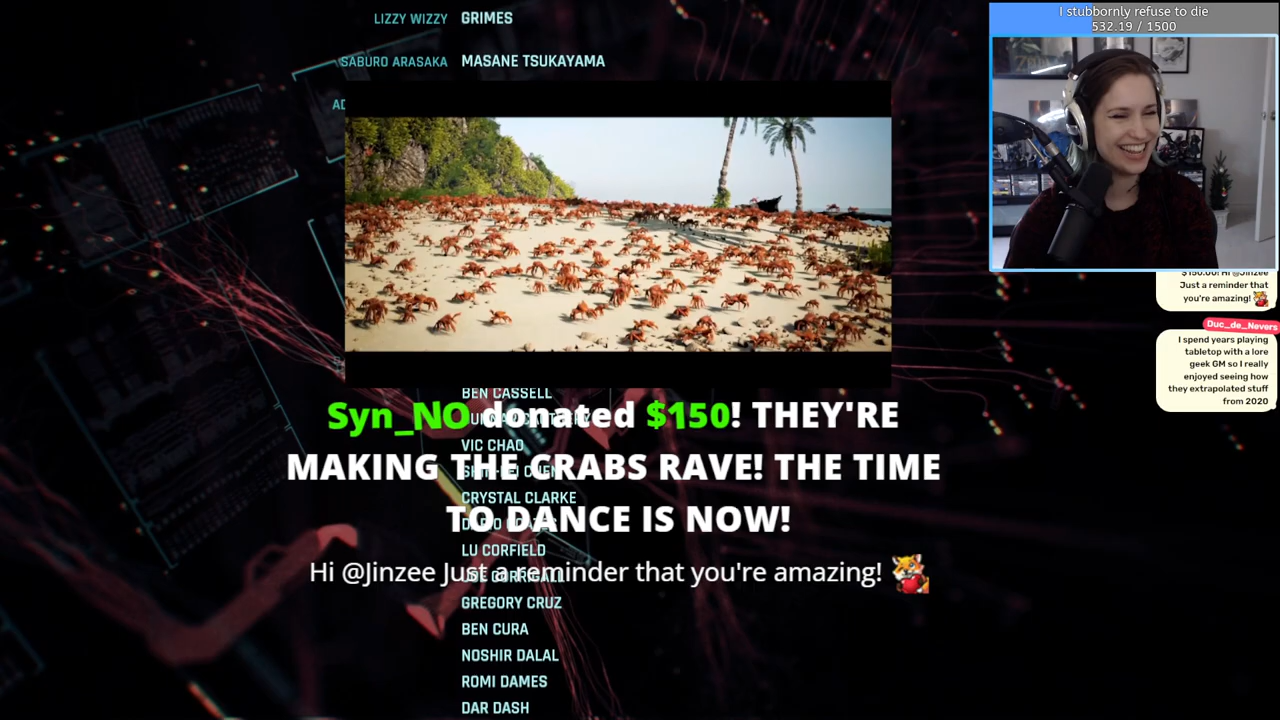 LIZZY WIZZY GRIMES
SABURO ARASAKA MASANE TSUKAYAMA
AD
BEN CASSELL
Syn_NO donated $150! THEY'RE
VIC CHAO
MAKING THE CRABS RAVE! THE TIME
CRYSTAL CLARKE
TO DANCE IS NOW!
LU CORFIELD
Hi @Jinzee Just a reminder that you're amazing!
GREGORY CRUZ
BEN CURA
NOSHIR DALAL
ROMI DAMES
DAR DASH
I stubbornly refuse to die
532.19 / 1500
$150.00! Hi @Jinzee
Just a reminder that
you're amazing!
Duc_de_Nevers
I spend years playing
tabletop with a lore
geek GM so I really
enjoyed seeing how
they extrapolated stuff
from 2020